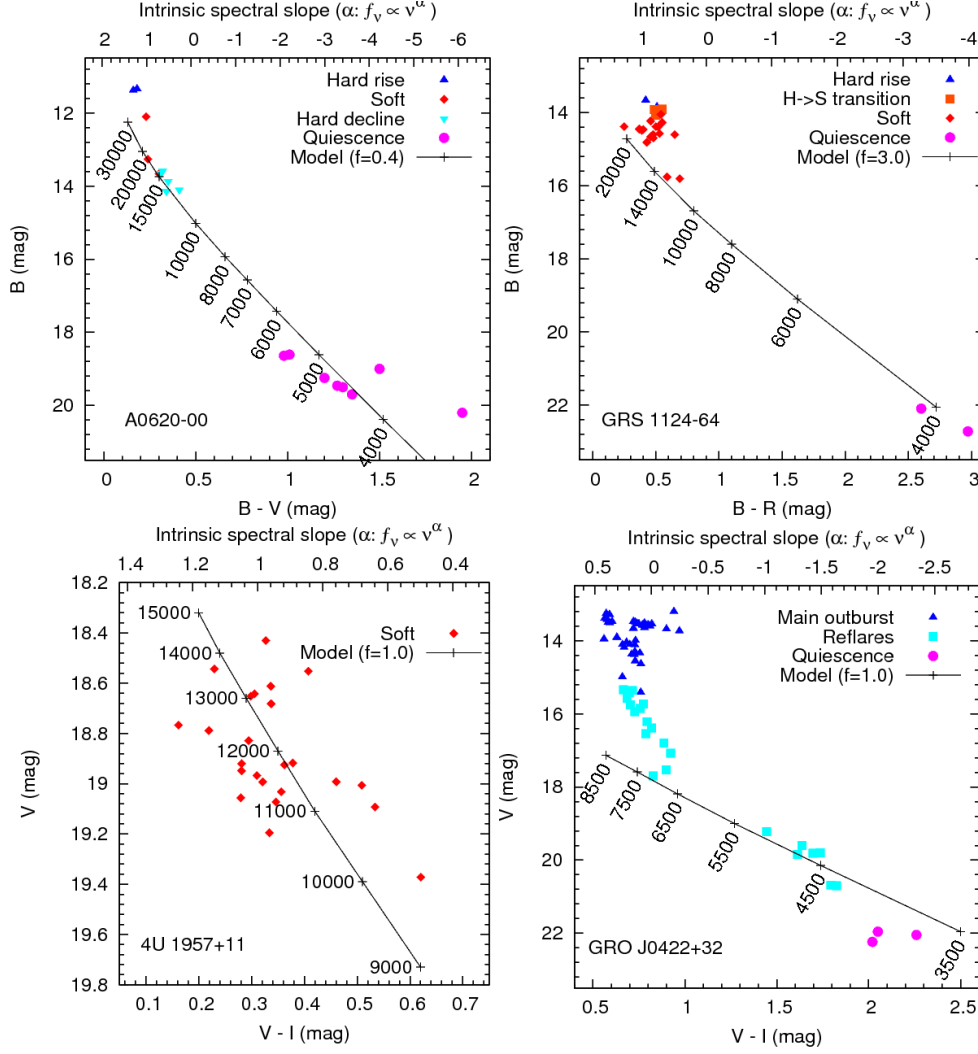 Intrinsic spectral slope (α: fν ∝ ν^α)
2 1 0 -1 -2 -3 -4 -5 -6
Hard rise
Soft
Hard decline
Quiescence
Model (f=0.4)
12
14
16
18
20
B (mag)
30000
20000
15000
10000
8000
7000
6000
5000
4000
A0620-00
0 0.5 1 1.5 2
B - V (mag)
Intrinsic spectral slope (α: fν ∝ ν^α)
1 0 -1 -2 -3 -4
Hard rise
H->S transition
Soft
Quiescence
Model (f=3.0)
14
16
18
20
22
B (mag)
20000
14000
10000
8000
6000
4000
GRS 1124-64
0 0.5 1 1.5 2 2.5 3
B - R (mag)
Intrinsic spectral slope (α: fν ∝ ν^α)
1.4 1.2 1 0.8 0.6 0.4
Soft
Model (f=1.0)
18.2
18.4
18.6
18.8
19
19.2
19.4
19.6
19.8
V (mag)
15000
14000
13000
12000
11000
10000
9000
4U 1957+11
0.1 0.2 0.3 0.4 0.5 0.6 0.7
V - I (mag)
Intrinsic spectral slope (α: fν ∝ ν^α)
0.5 0 -0.5 -1 -1.5 -2 -2.5
Main outburst
Reflares
Quiescence
Model (f=1.0)
14
16
18
20
22
V (mag)
8500
7500
6500
5500
4500
3500
GRO J0422+32
0.5 1 1.5 2 2.5
V - I (mag)